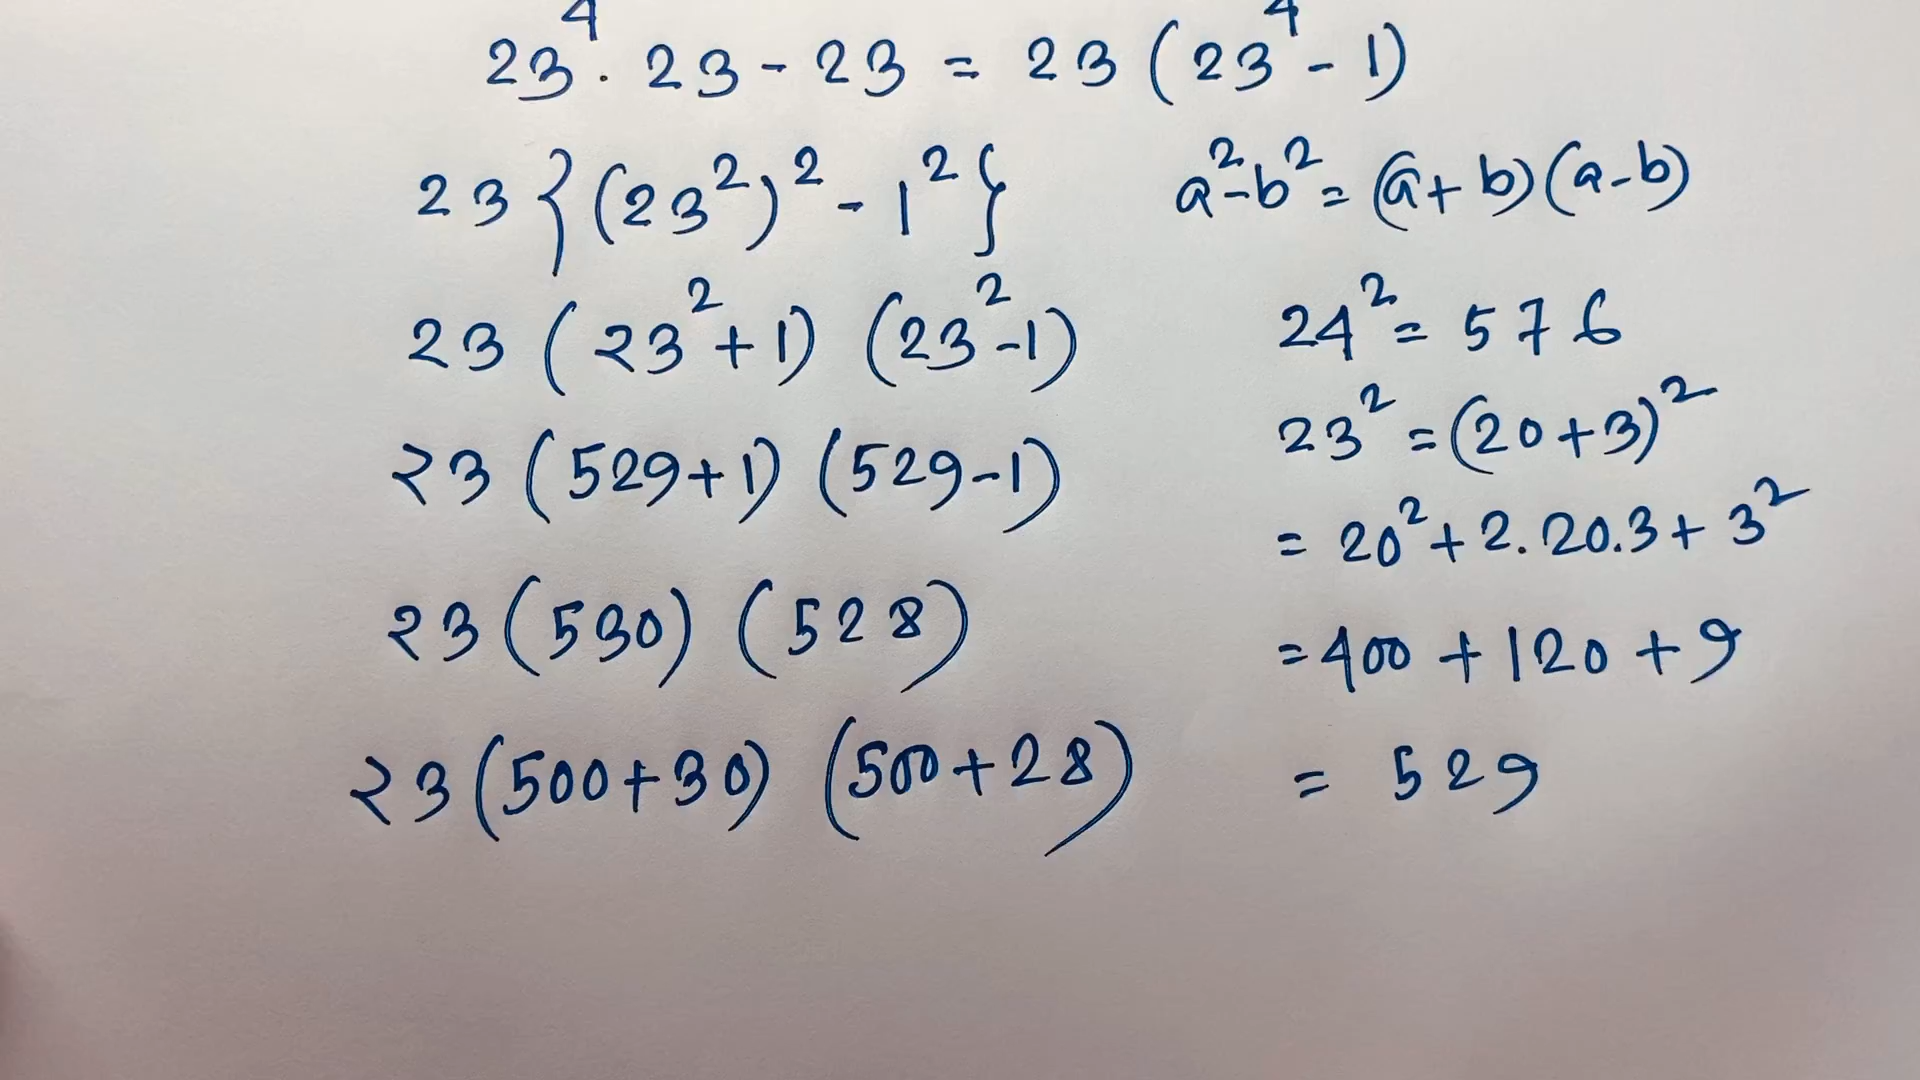 23⁴ · 23 - 23 = 23 (23⁴ - 1)
23 {(23²)² - 1²}
23 (23² + 1) (23² - 1)
23 (529 + 1) (529 - 1)
23 (530) (528)
23 (500 + 30) (500 + 28)
a² - b² = (a + b) (a - b)
24² = 576
23² = (20 + 3)²
= 20² + 2.20.3 + 3²
= 400 + 120 + 9
= 529